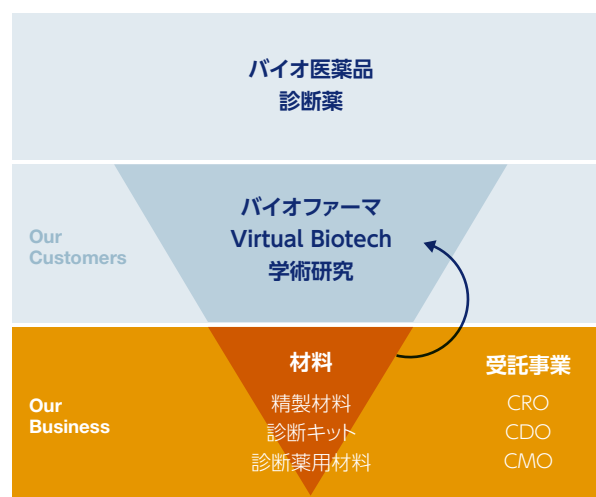 バイオ医薬品
診断薬
Our
Customers
バイオファーマ
Virtual Biotech
学術研究
Our
Business
材料
精製材料
診断キット
診断薬用材料
受託事業
CRO
CDO
CMO